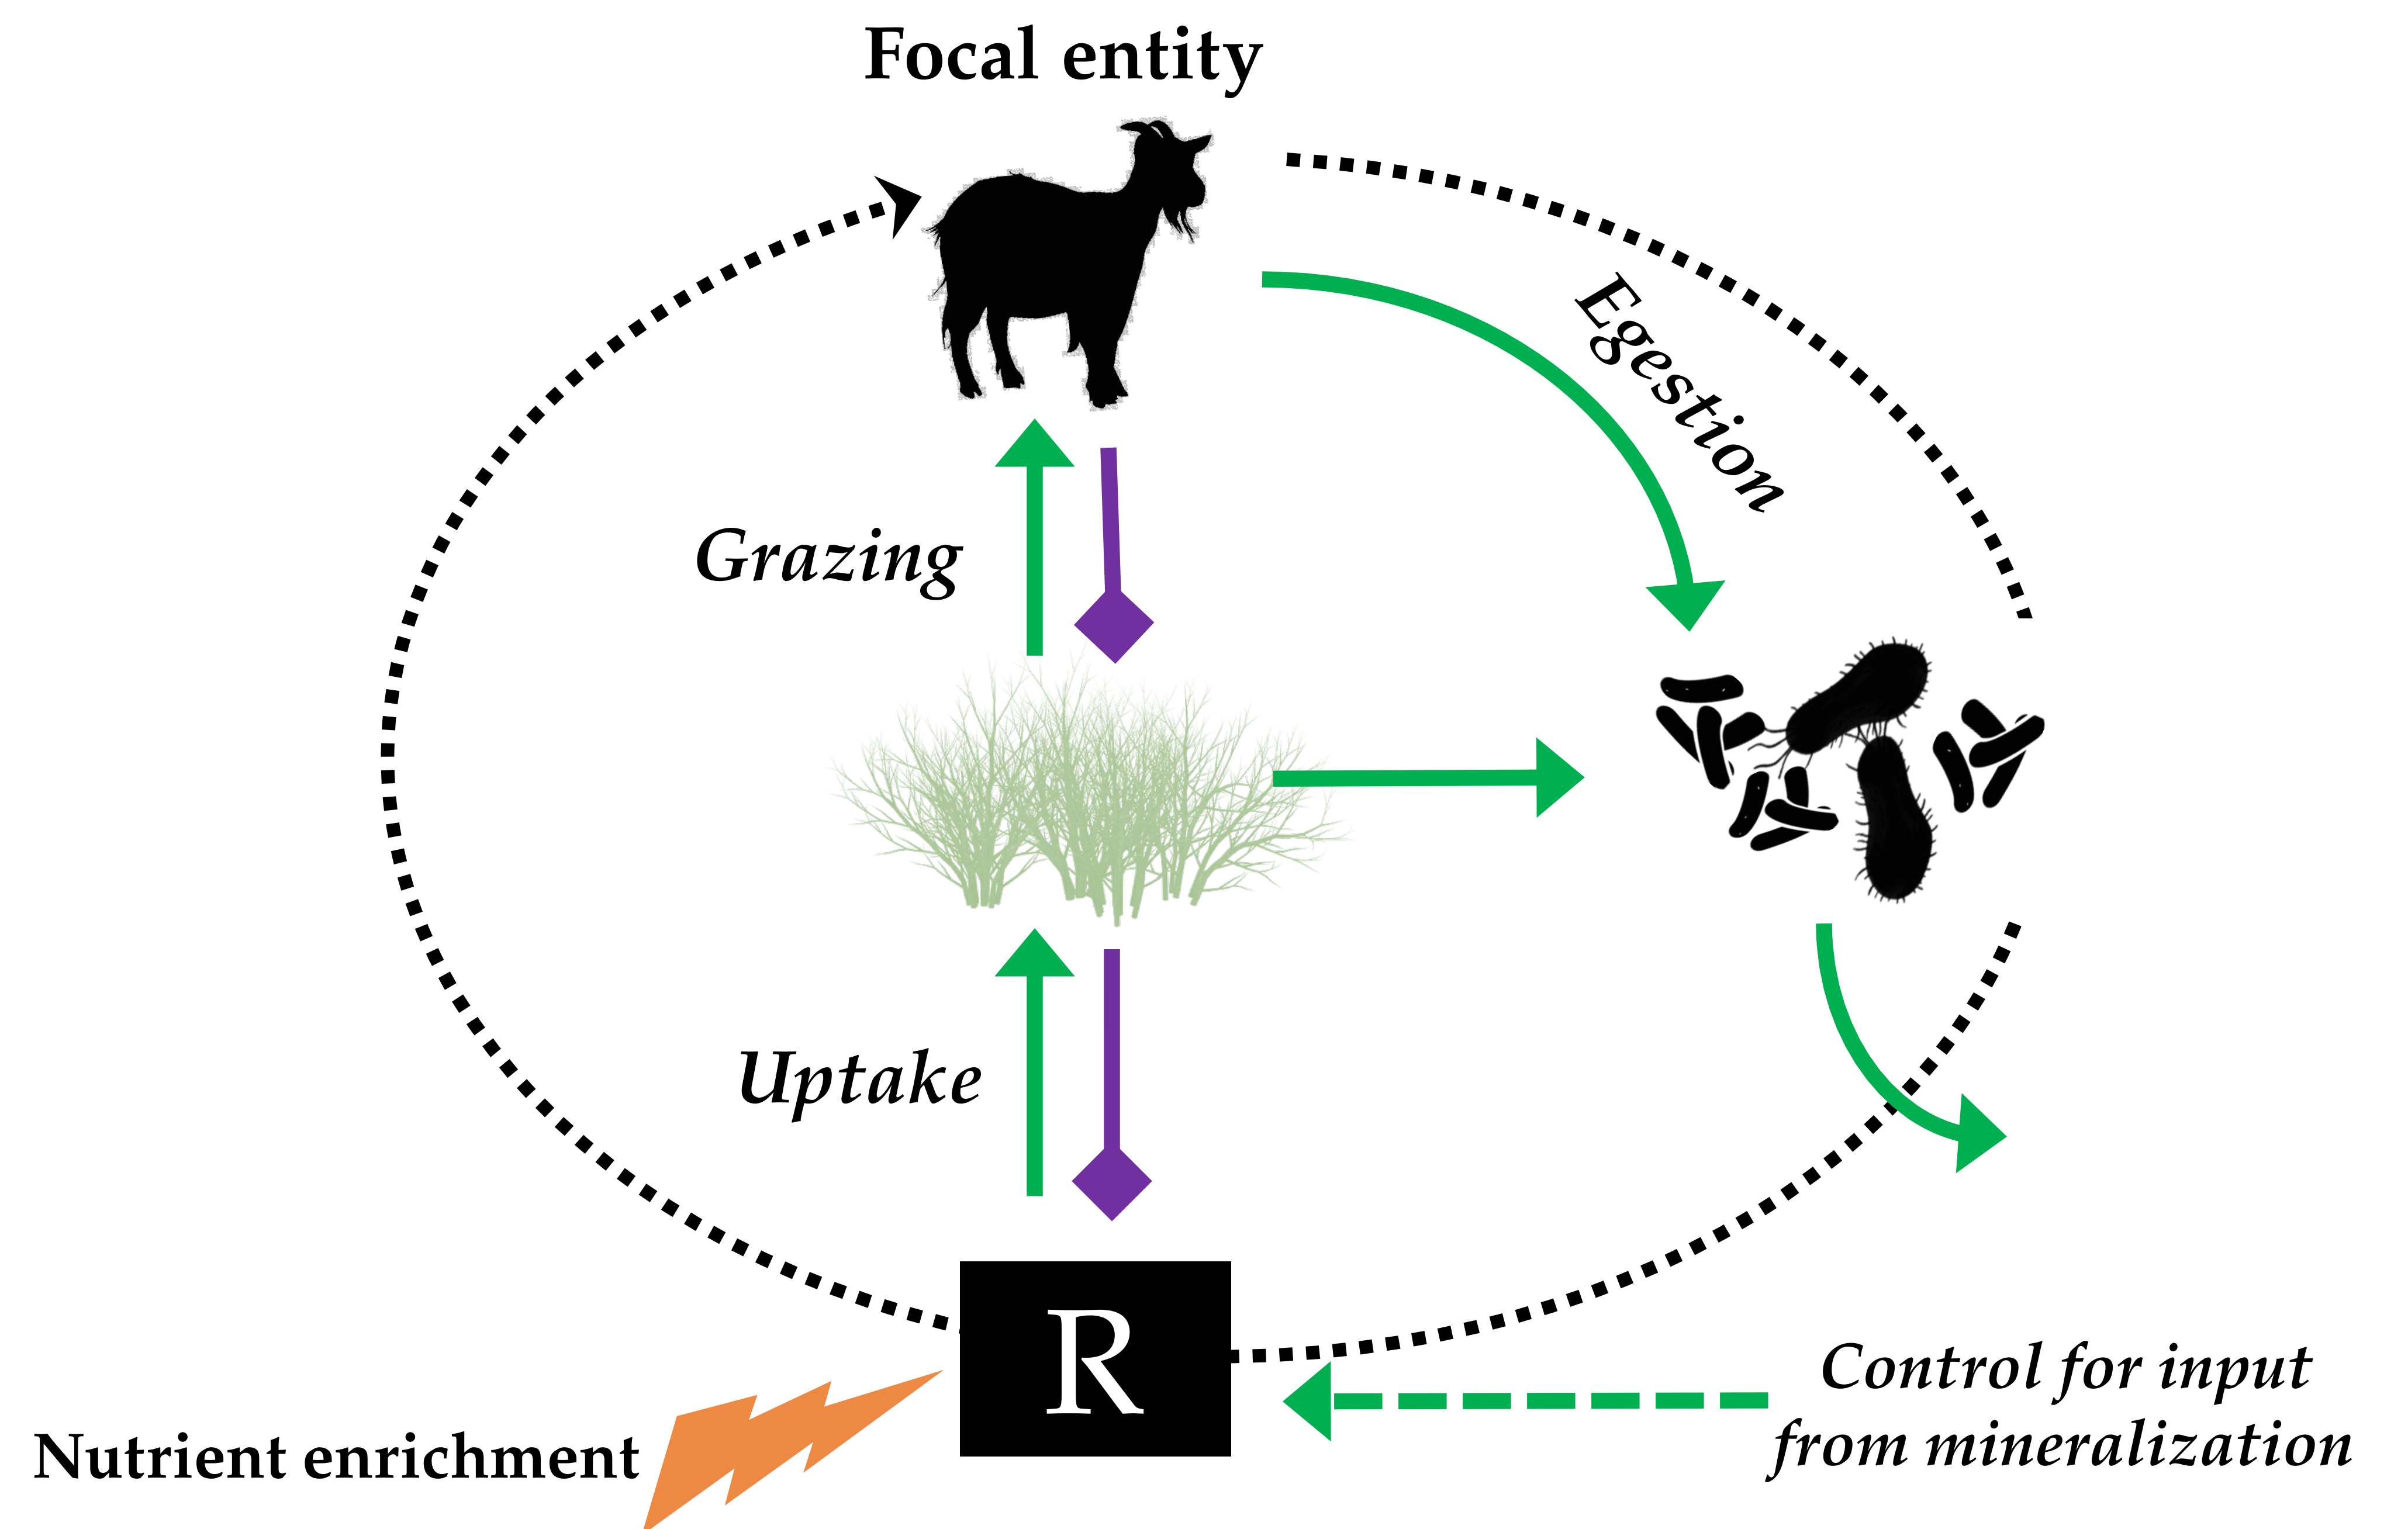 Focal entity
Egestion
Grazing
Uptake
R
Control for input
from mineralization
Nutrient enrichment